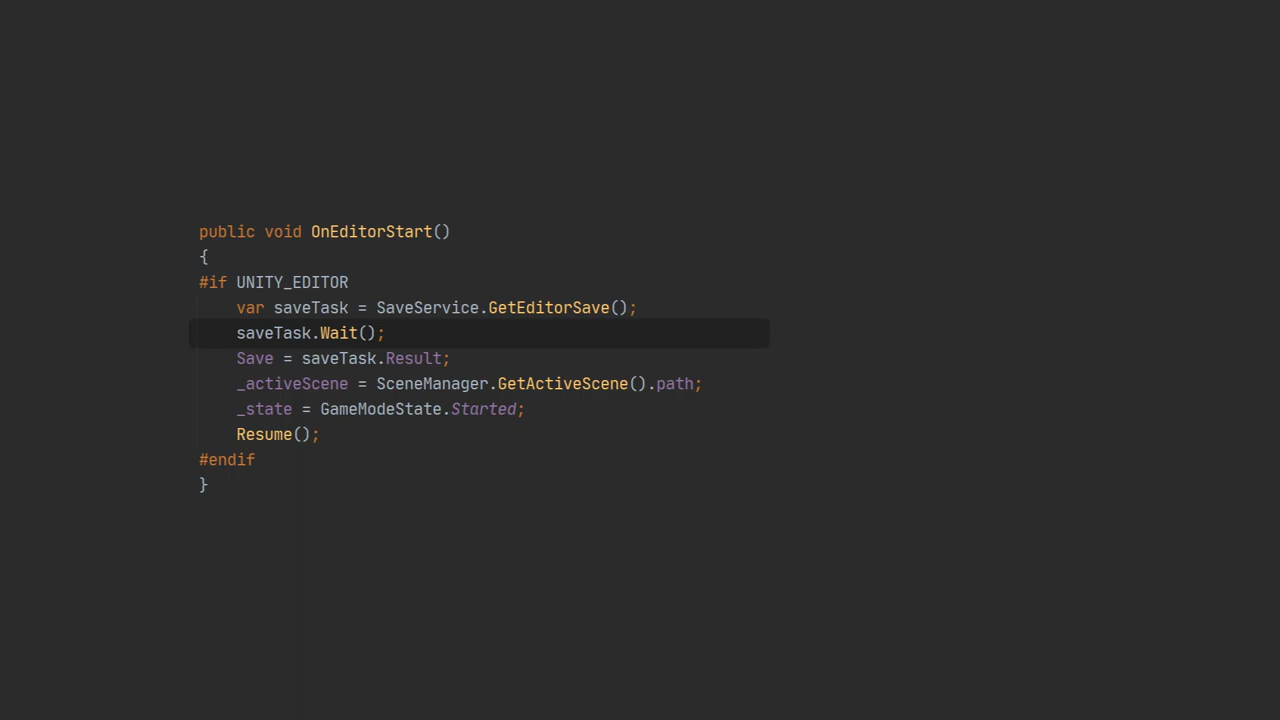 public void OnEditorStart()
{
#if UNITY_EDITOR
    var saveTask = SaveService.GetEditorSave();
    saveTask.Wait();
    Save = saveTask.Result;
    _activeScene = SceneManager.GetActiveScene().path;
    _state = GameModeState.Started;
    Resume();
#endif
}